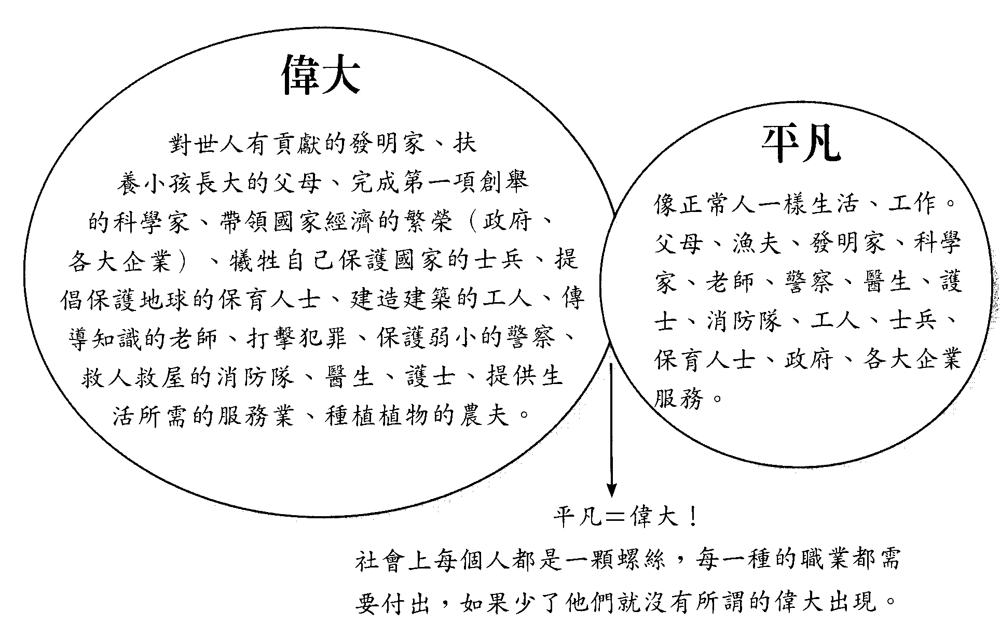 偉大
對世人有貢獻的發明家、扶
養小孩長大的父母、完成第一項創舉
的科學家、帶領國家經濟的繁榮（政府、
各大企業）、犧牲自己保護國家的士兵、提
倡保護地球的保育人士、建造建築的工人、傳
導知識的老師、打擊犯罪、保護弱小的警察、
救人救屋的消防隊、醫生、護士、提供生
活所需的服務業、種植植物的農夫。
平凡
像正常人一樣生活、工作。
父母、漁夫、發明家、科學
家、老師、警察、醫生、護
士、消防隊、工人、士兵、
保育人士、政府、各大企業
服務。
平凡＝偉大！
社會上每個人都是一顆螺絲，每一種的職業都需
要付出，如果少了他們就沒有所謂的偉大出現。